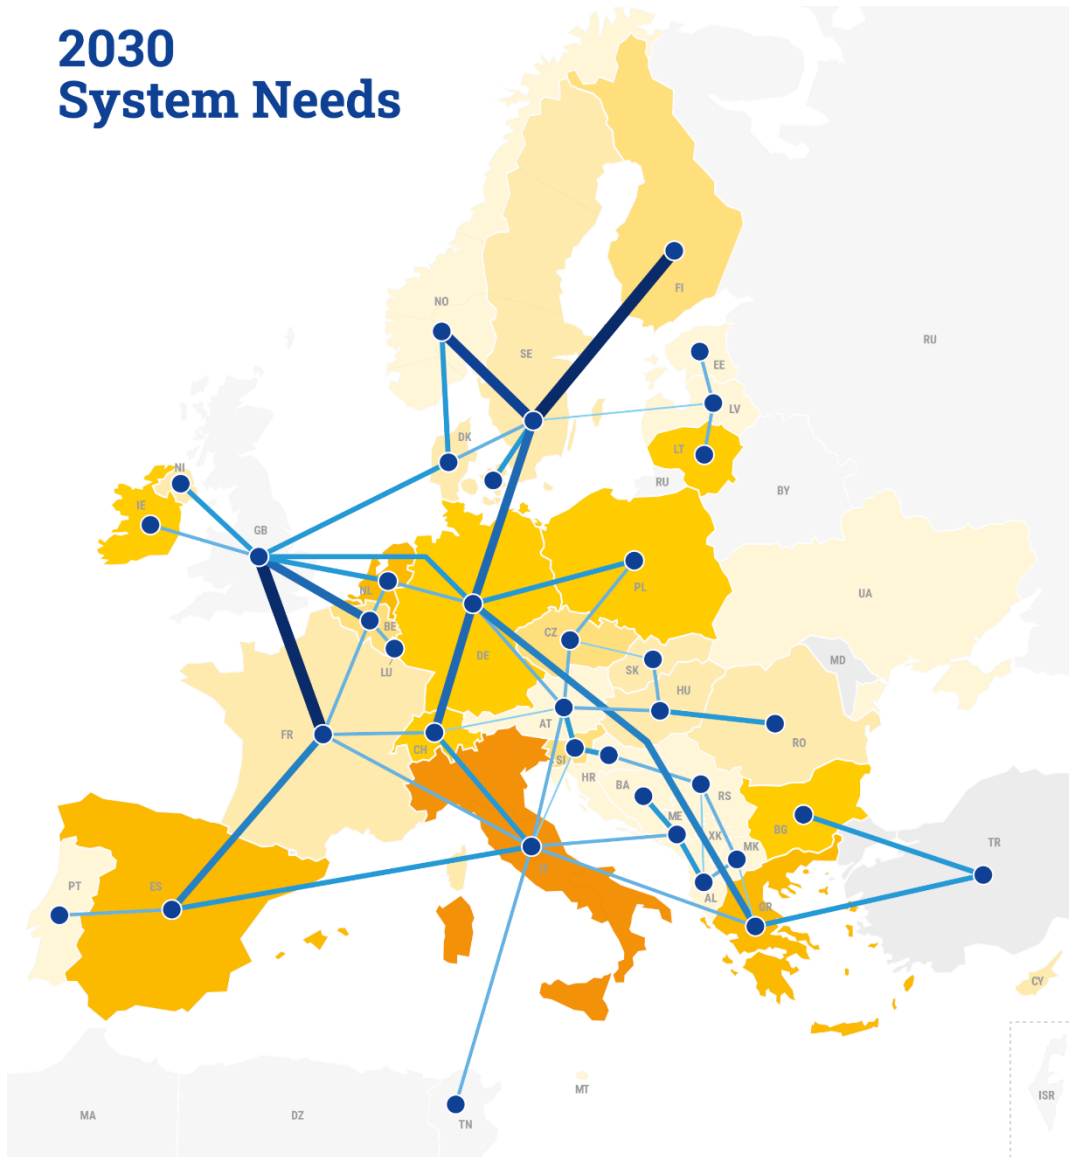 2030
System Needs
NO
FI
SE
RU
EE
LV
DK
LT
NI
RU
BY
IE
GB
NL
PL
UA
BE
CZ
DE
MD
LU
SK
HU
AT
FR
CH
RO
SI
HR
BA
RS
ME
XK
BG
MK
TR
IT
PT
ES
AL
GR
CY
MT
ISR
MA
DZ
TN